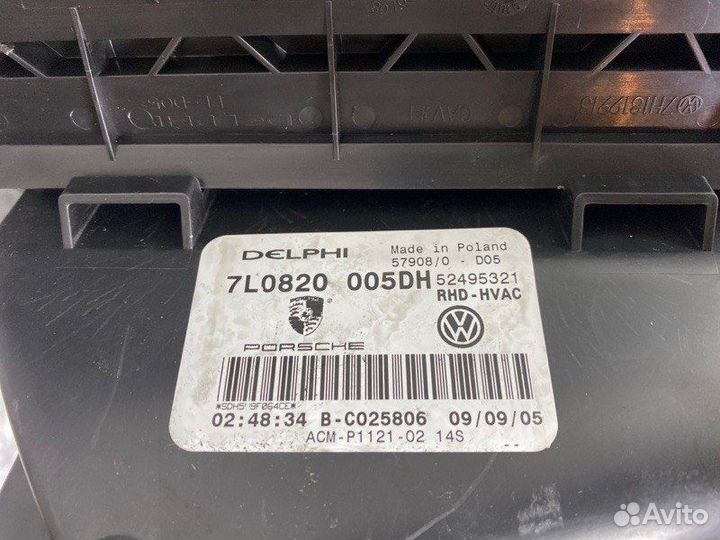 DELPHI
Made in Poland
57908/0 - D05
7L0820 005DH 52495321
RHD-HVAC
PORSCHE
02:48:34 B-C025806 09/09/05
ACM-P1121-02 14S
Avito